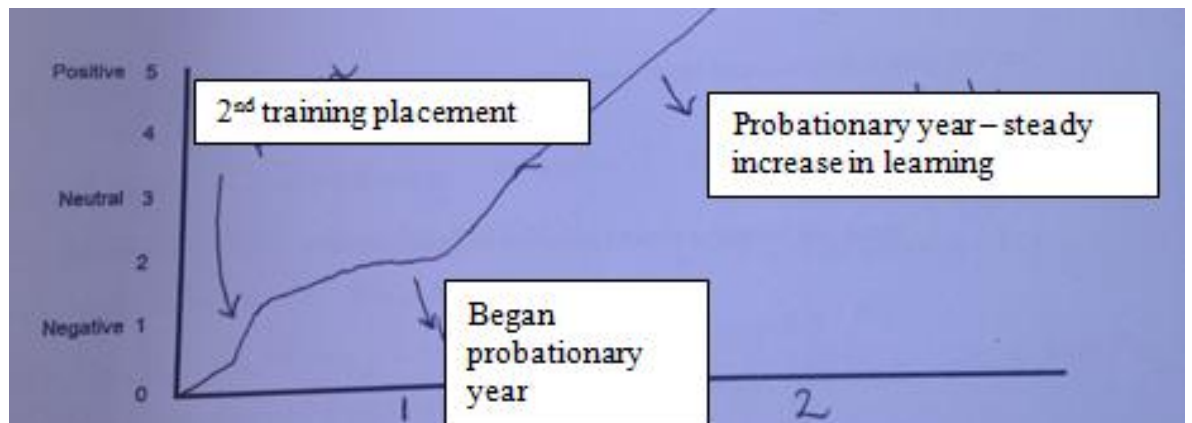 Positive 5
2nd training placement
4
Probationary year – steady
increase in learning
Neutral 3
2
Negative 1
Began
probationary
year
0
1
2